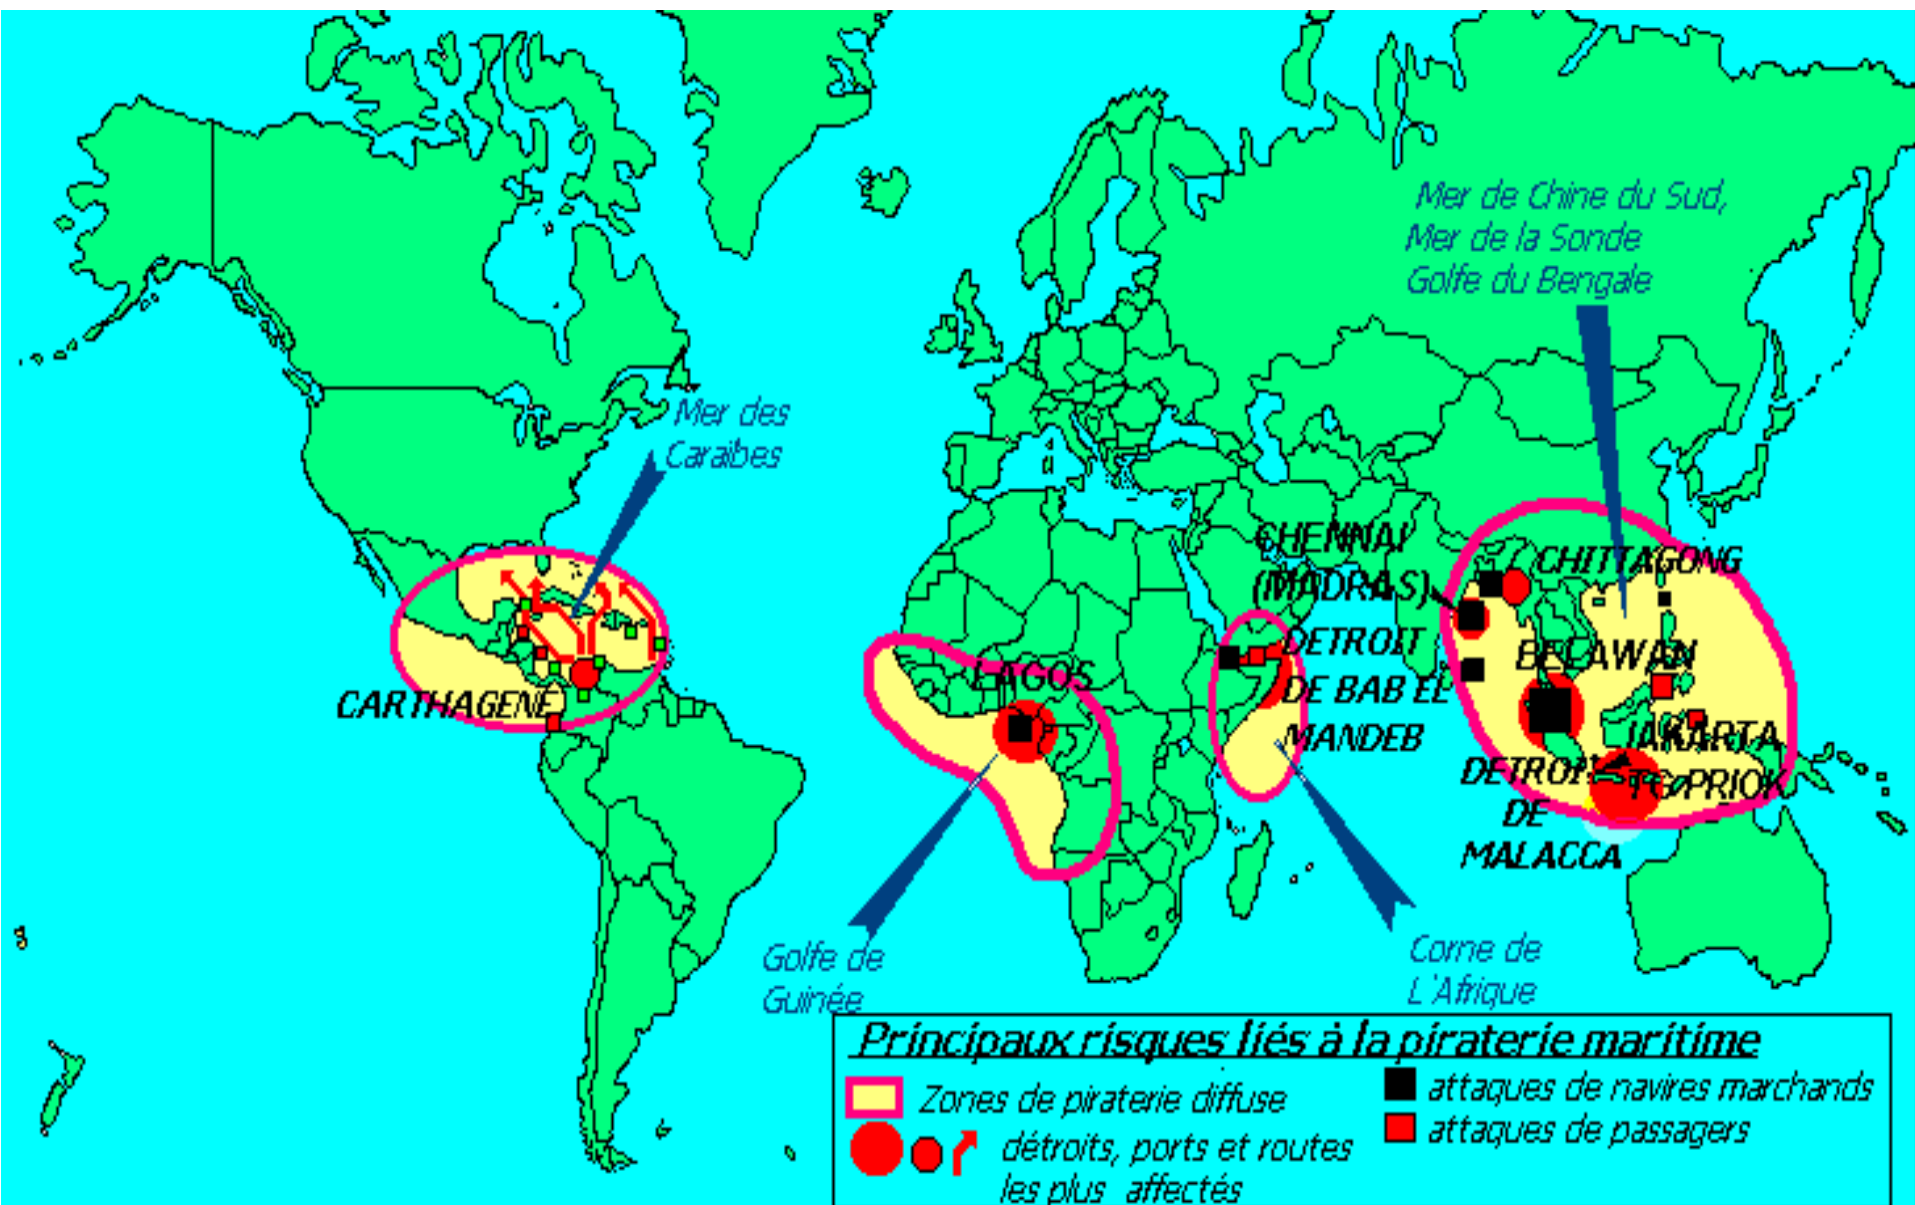 Mer de Chine du Sud,
Mer de la Sonde
Golfe du Bengale
Mer des
Caraibes
CHENNAI
(MADRAS)
CHITTAGONG
DETROIT
DE BAB EL
MANDEB
BELAWAN
LAGOS
CARTHAGENE
JAKARTA
TG PRIOK
DETROIT
DE
MALACCA
Golfe de
Guinée
Corne de
L'Afrique
Principaux risques liés à la piraterie maritime
Zones de piraterie diffuse
détroits, ports et routes
les plus affectés
attaques de navires marchands
attaques de passagers